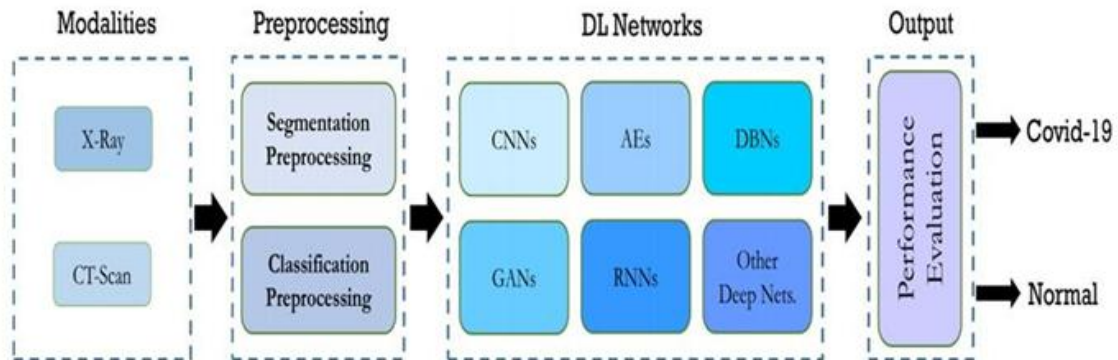 Modalities
Preprocessing
DL Networks
Output
X-Ray
CT-Scan
Segmentation
Preprocessing
Classification
Preprocessing
CNNs
AEs
DBNs
GANs
RNNs
Other
Deep Nets.
Performance
Evaluation
Covid-19
Normal